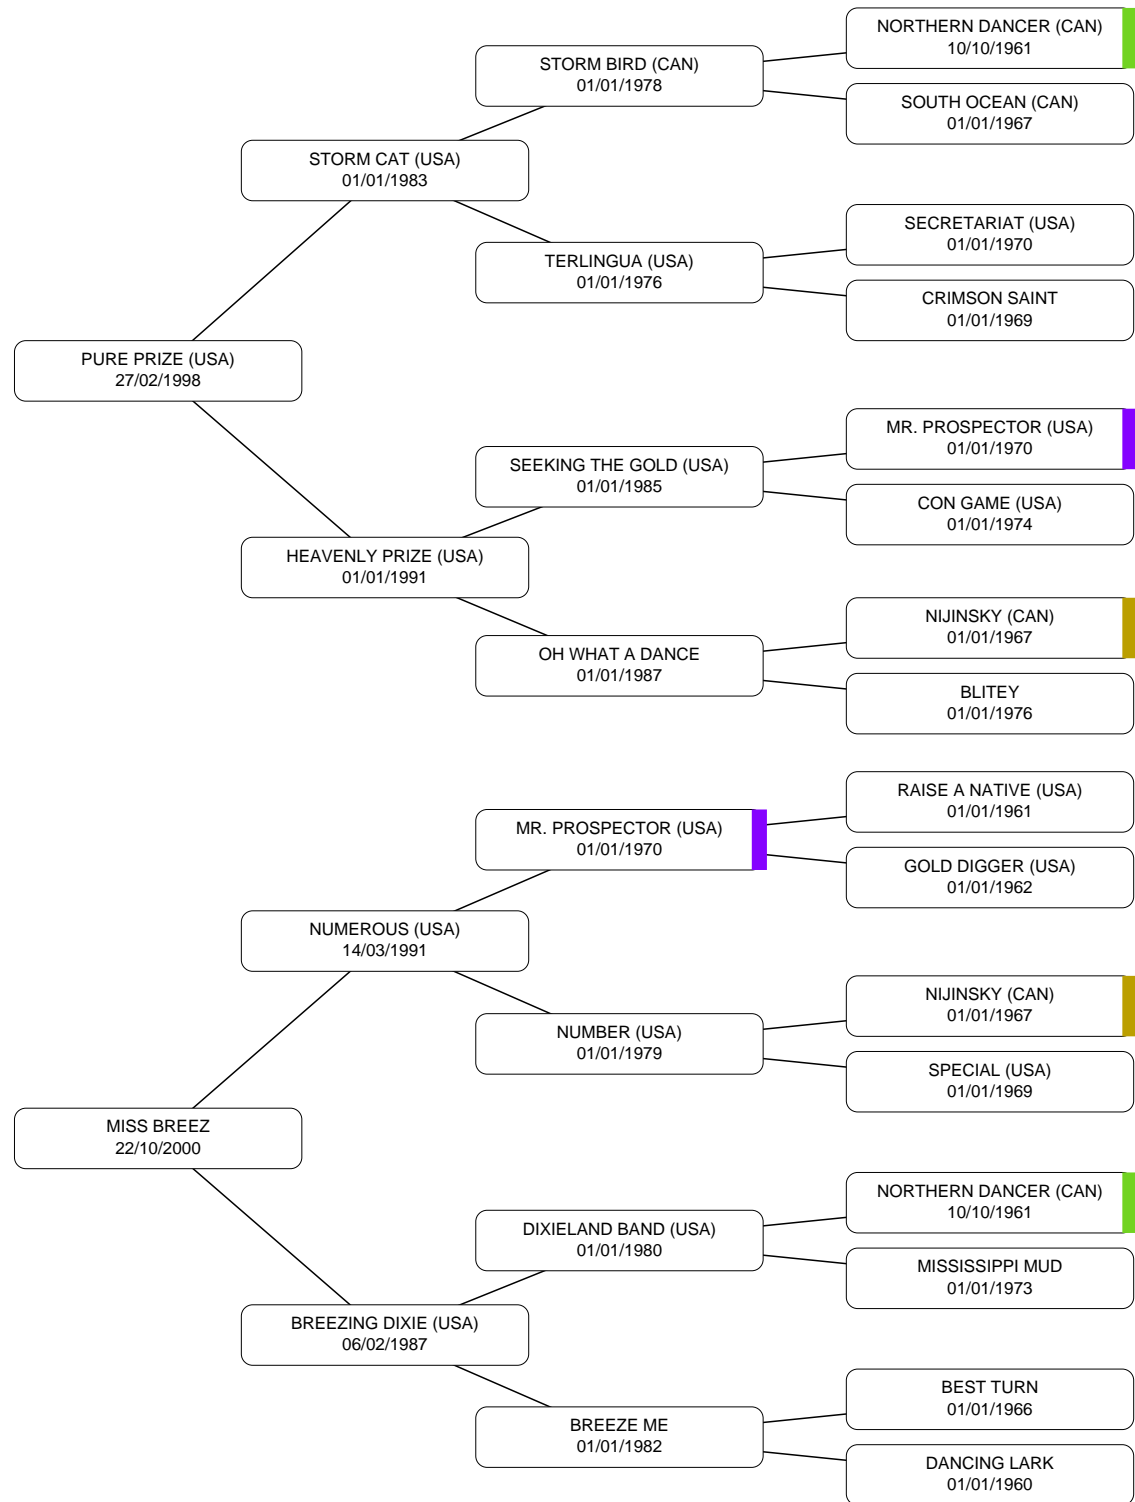 NORTHERN DANCER (CAN)
10/10/1961
STORM BIRD (CAN)
01/01/1978
SOUTH OCEAN (CAN)
01/01/1967
STORM CAT (USA)
01/01/1983
SECRETARIAT (USA)
01/01/1970
TERLINGUA (USA)
01/01/1976
CRIMSON SAINT
01/01/1969
PURE PRIZE (USA)
27/02/1998
MR. PROSPECTOR (USA)
01/01/1970
SEEKING THE GOLD (USA)
01/01/1985
CON GAME (USA)
01/01/1974
HEAVENLY PRIZE (USA)
01/01/1991
NIJINSKY (CAN)
01/01/1967
OH WHAT A DANCE
01/01/1987
BLITEY
01/01/1976
RAISE A NATIVE (USA)
01/01/1961
MR. PROSPECTOR (USA)
01/01/1970
GOLD DIGGER (USA)
01/01/1962
NUMEROUS (USA)
14/03/1991
NIJINSKY (CAN)
01/01/1967
NUMBER (USA)
01/01/1979
SPECIAL (USA)
01/01/1969
MISS BREEZ
22/10/2000
NORTHERN DANCER (CAN)
10/10/1961
DIXIELAND BAND (USA)
01/01/1980
MISSISSIPPI MUD
01/01/1973
BREEZING DIXIE (USA)
06/02/1987
BEST TURN
01/01/1966
BREEZE ME
01/01/1982
DANCING LARK
01/01/1960